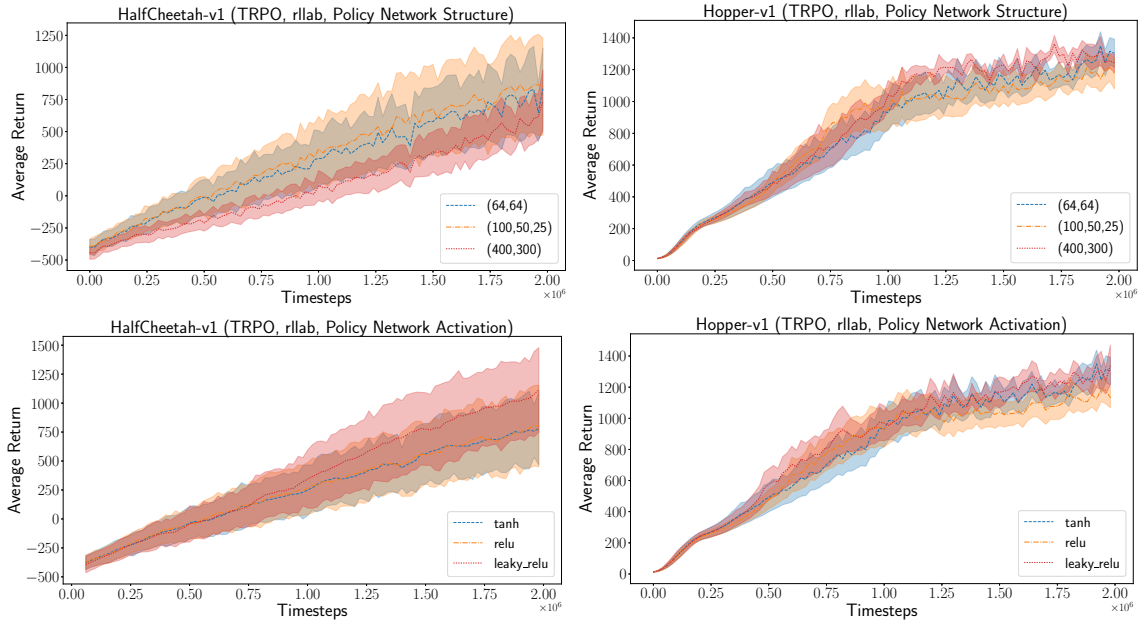 HalfCheetah-v1 (TRPO, rllab, Policy Network Structure)
Average Return
1250
1000
750
500
250
0
−250
−500
(64,64)
(100,50,25)
(400,300)
0.00 0.25 0.50 0.75 1.00 1.25 1.50 1.75 2.00
Timesteps
×10⁶
Hopper-v1 (TRPO, rllab, Policy Network Structure)
Average Return
1400
1200
1000
800
600
400
200
0
(64,64)
(100,50,25)
(400,300)
0.00 0.25 0.50 0.75 1.00 1.25 1.50 1.75 2.00
Timesteps
×10⁶
HalfCheetah-v1 (TRPO, rllab, Policy Network Activation)
Average Return
1500
1250
1000
750
500
250
0
−250
−500
tanh
relu
leaky_relu
0.00 0.25 0.50 0.75 1.00 1.25 1.50 1.75 2.00
Timesteps
×10⁶
Hopper-v1 (TRPO, rllab, Policy Network Activation)
Average Return
1400
1200
1000
800
600
400
200
0
tanh
relu
leaky_relu
0.00 0.25 0.50 0.75 1.00 1.25 1.50 1.75 2.00
Timesteps
×10⁶